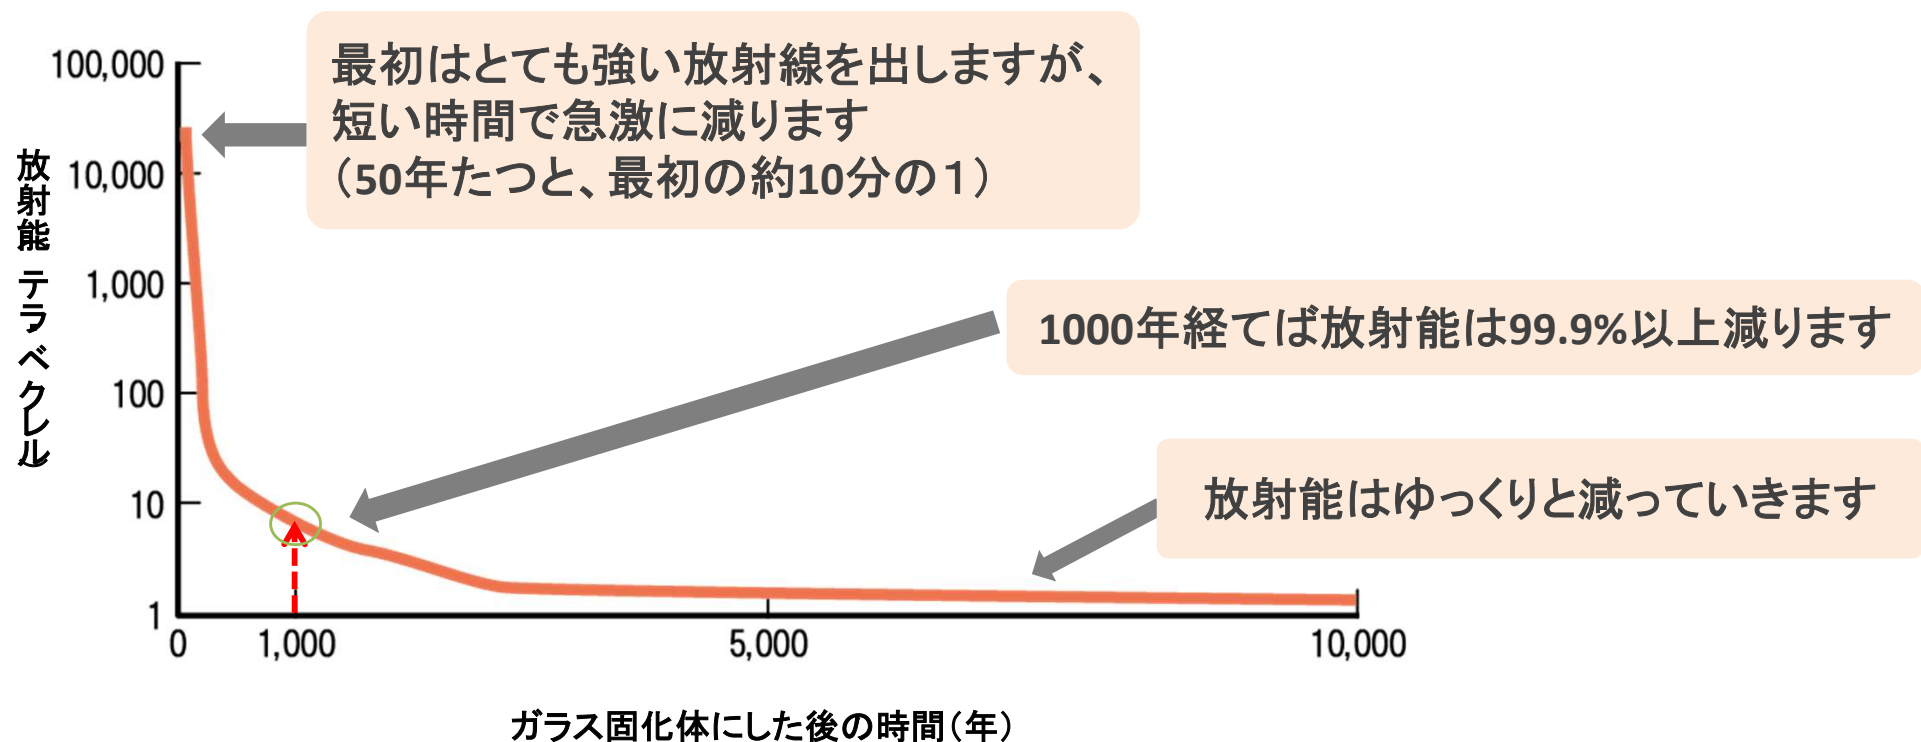 最初はとても強い放射線を出しますが、
短い時間で急激に減ります
（50年たつと、最初の約10分の１）
1000年経てば放射能は99.9%以上減ります
放射能はゆっくりと減っていきます
放射能 テラベクレル
100,000
10,000
1,000
100
10
1
0
1,000
5,000
10,000
ガラス固化体にした後の時間（年）